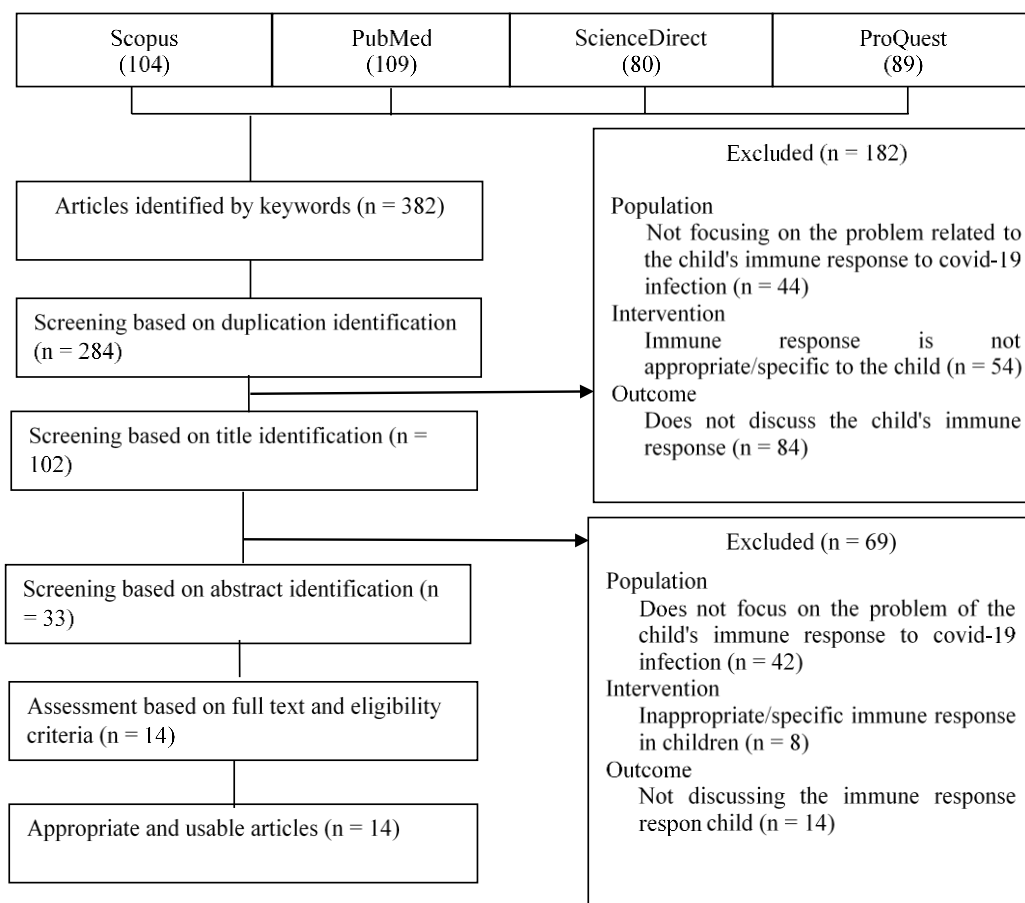 Scopus
(104)
PubMed
(109)
ScienceDirect
(80)
ProQuest
(89)
Articles identified by keywords (n = 382)
Screening based on duplication identification
(n = 284)
Excluded (n = 182)
Population
Not focusing on the problem related to
the child's immune response to covid-19
infection (n = 44)
Intervention
Immune response is not
appropriate/specific to the child (n = 54)
Outcome
Does not discuss the child's immune
response (n = 84)
Screening based on title identification (n =
102)
Screening based on abstract identification (n
= 33)
Excluded (n = 69)
Population
Does not focus on the problem of the
child's immune response to covid-19
infection (n = 42)
Intervention
Inappropriate/specific immune response
in children (n = 8)
Outcome
Not discussing the immune response
respon child (n = 14)
Assessment based on full text and eligibility
criteria (n = 14)
Appropriate and usable articles (n = 14)